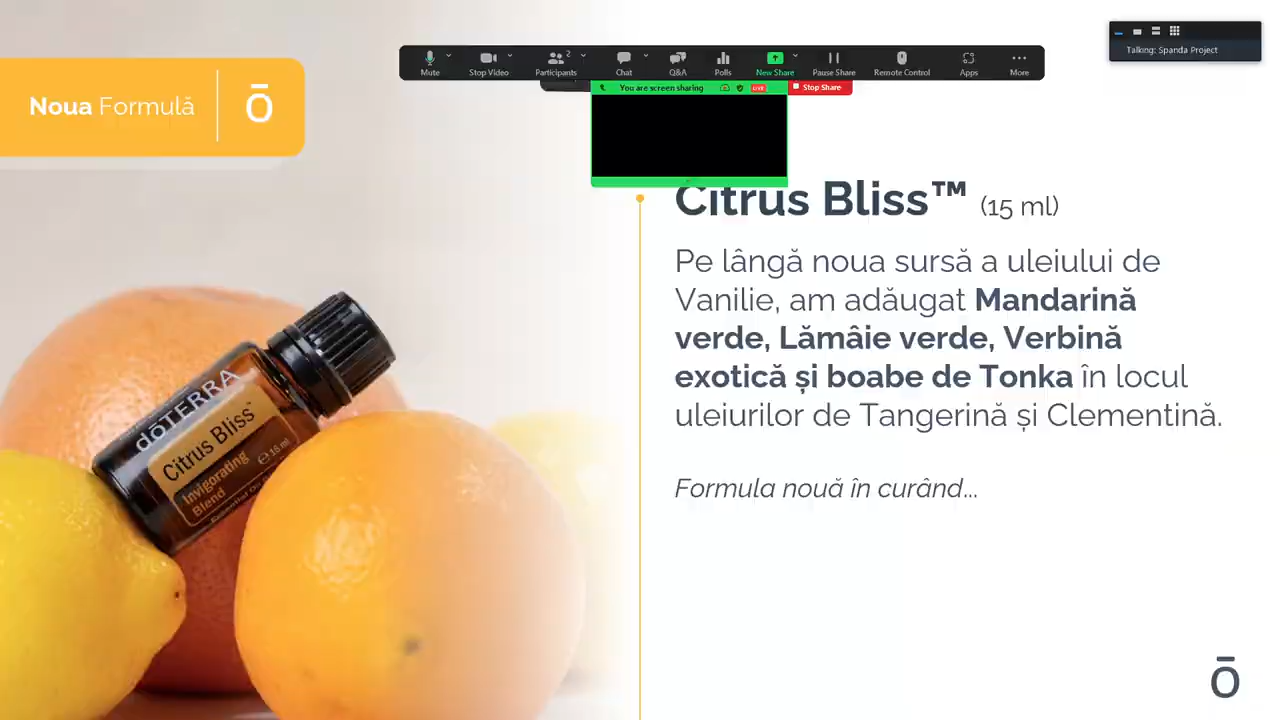 Talking: Spanda Project
2
Mute
Stop Video
Participants
Chat
Q&A
Polls
New Share
Pause Share
Remote Control
Apps
More
You are screen sharing
LIVE
Stop Share
Noua Formulă
ō
Citrus Bliss™ (15 ml)
Pe lângă noua sursă a uleiului de
Vanilie, am adăugat Mandarină
verde, Lămâie verde, Verbină
exotică și boabe de Tonka în locul
uleiurilor de Tangerină și Clementină.
Formula nouă în curând...
dōTERRA
Citrus Bliss™
Invigorating
Blend
15 ml
Essential Oil
ō